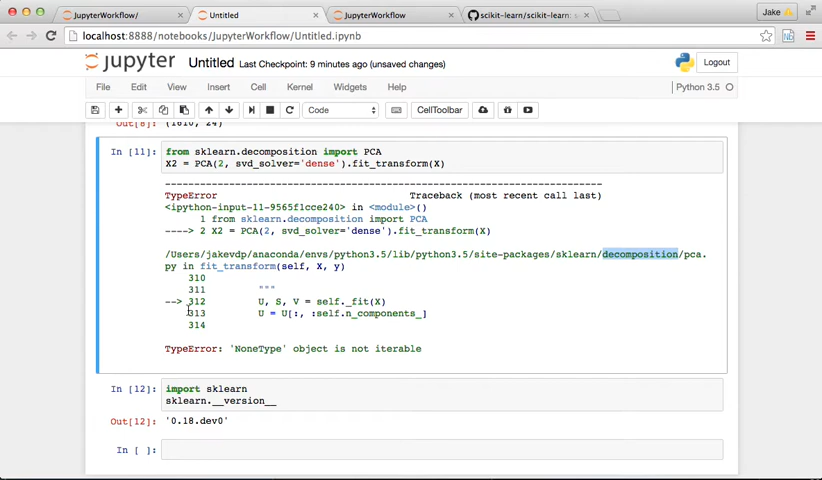 JupyterWorkflow/
Untitled
JupyterWorkflow
scikit-learn/scikit-learn:
Jake
localhost:8888/notebooks/JupyterWorkflow/Untitled.ipynb
jupyter Untitled Last Checkpoint: 9 minutes ago (unsaved changes)
Logout
File Edit View Insert Cell Kernel Widgets Help
Python 3.5
Code
CellToolbar
Out[8]: (1610, 24)
In [11]: from sklearn.decomposition import PCA
X2 = PCA(2, svd_solver='dense').fit_transform(X)
---------------------------------------------------------------------------
TypeError Traceback (most recent call last)
<ipython-input-11-9565f1cce240> in <module>()
1 from sklearn.decomposition import PCA
----> 2 X2 = PCA(2, svd_solver='dense').fit_transform(X)
/Users/jakevdp/anaconda/envs/python3.5/lib/python3.5/site-packages/sklearn/decomposition/pca.
py in fit_transform(self, X, y)
310
311 """
--> 312 U, S, V = self._fit(X)
313 U = U[:, :self.n_components_]
314
TypeError: 'NoneType' object is not iterable
In [12]: import sklearn
sklearn.__version__
Out[12]: '0.18.dev0'
In [ ]: